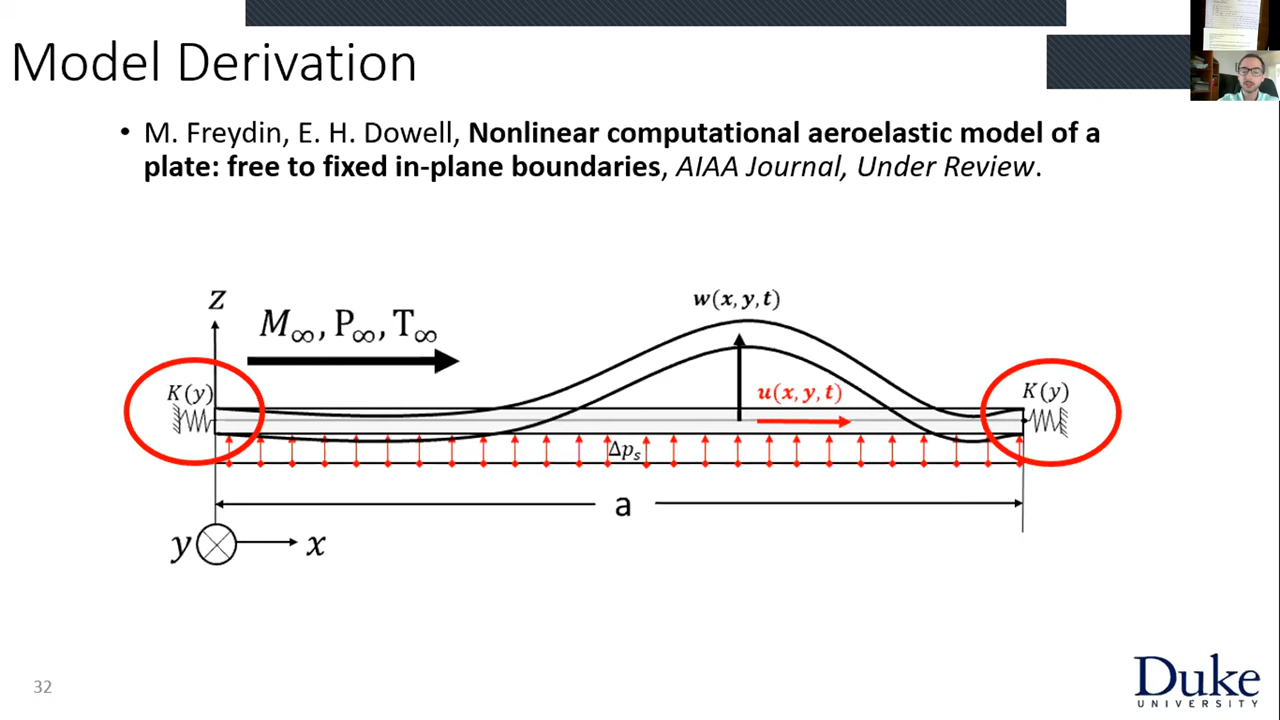 Model Derivation
• M. Freydin, E. H. Dowell, Nonlinear computational aeroelastic model of a
plate: free to fixed in-plane boundaries, AIAA Journal, Under Review.
Z
w(x, y, t)
M∞, P∞, T∞
K(y)
u(x, y, t)
K(y)
Δpₛ
a
y
x
32
Duke
UNIVERSITY